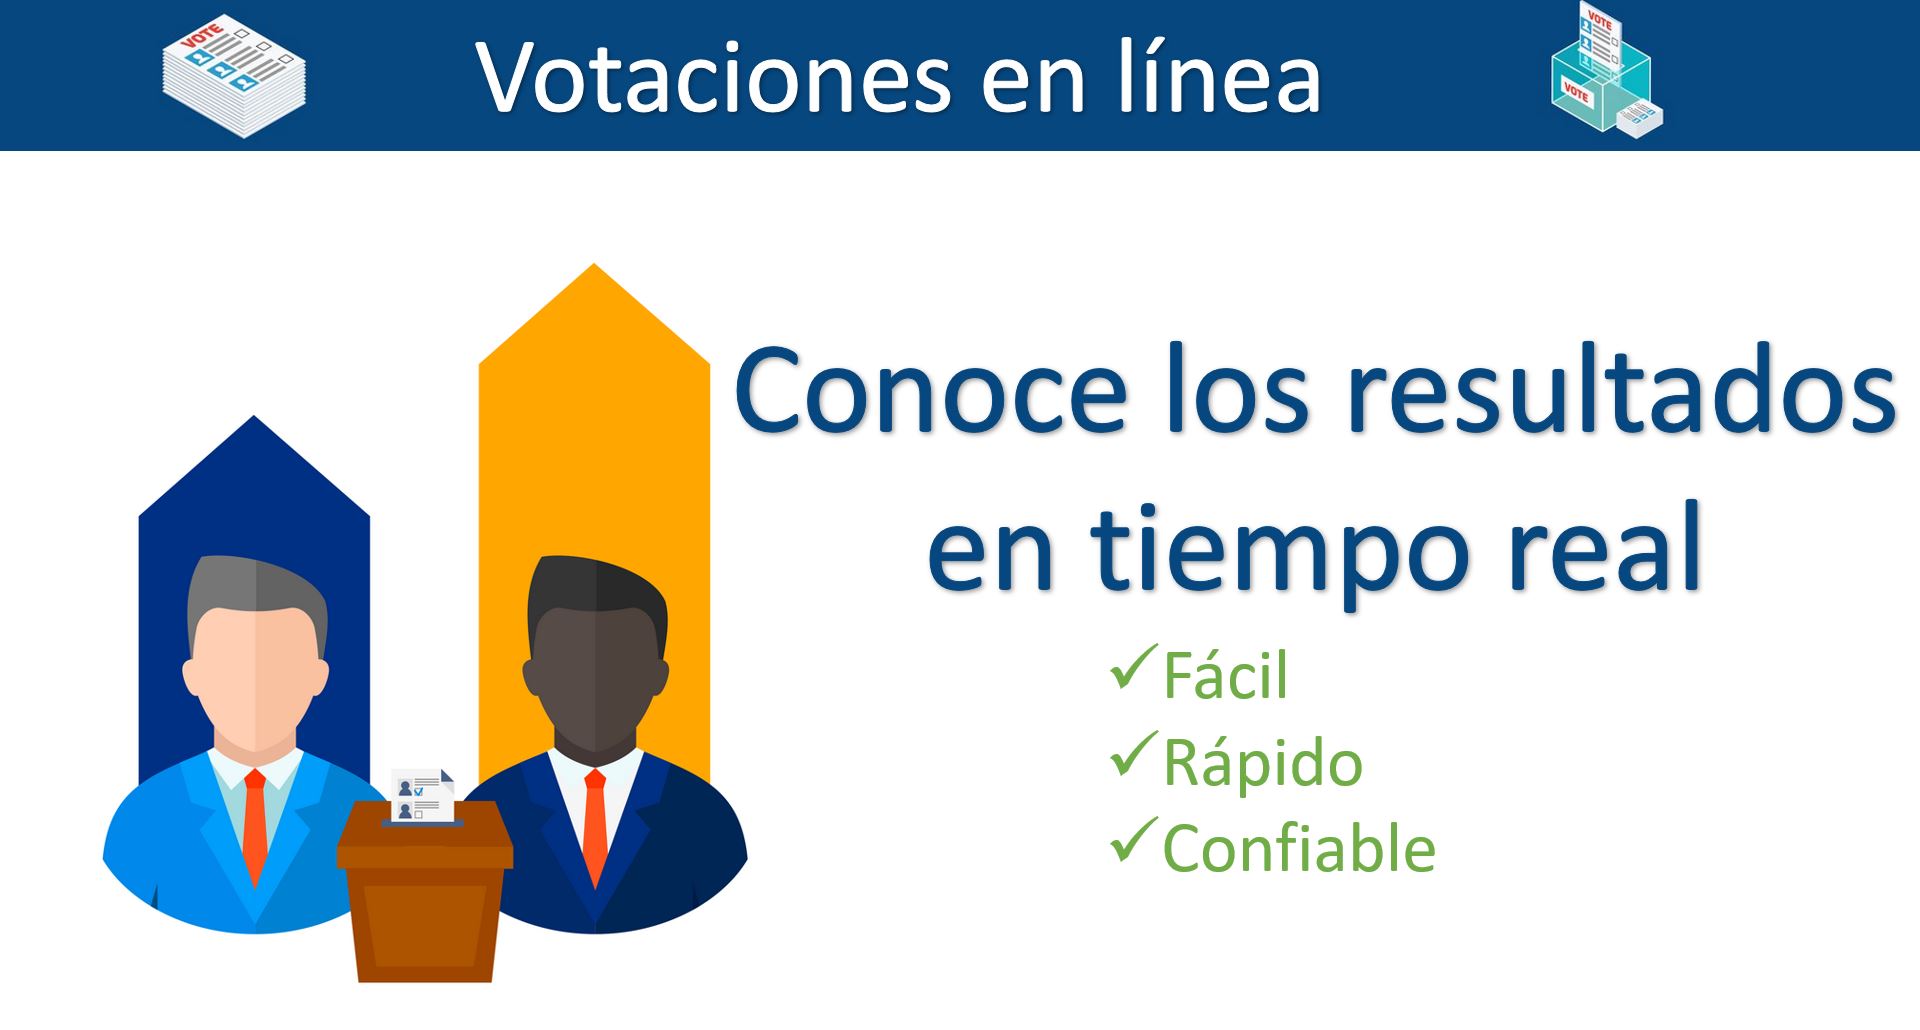 VOTE
Votaciones en línea
VOTE
VOTE
Conoce los resultados
en tiempo real
✓Fácil
✓Rápido
✓Confiable